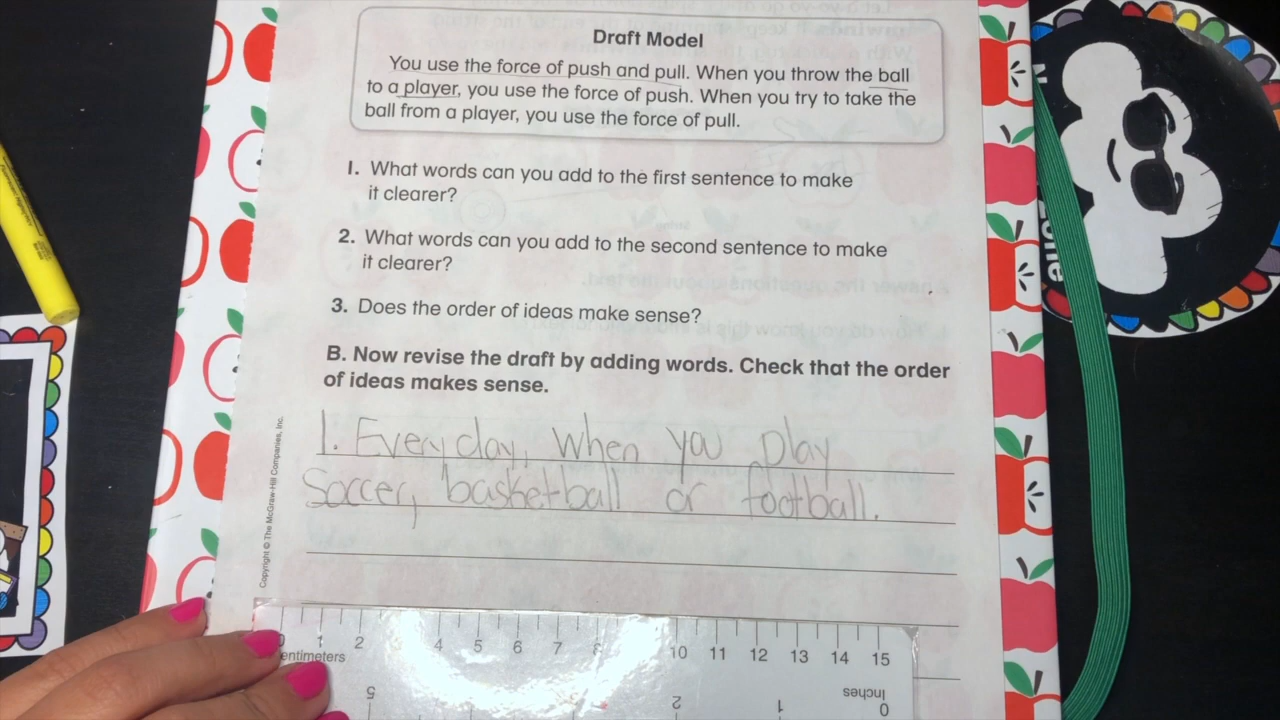 Draft Model
You use the force of push and pull. When you throw the ball
to a player, you use the force of push. When you try to take the
ball from a player, you use the force of pull.
1. What words can you add to the first sentence to make
it clearer?
2. What words can you add to the second sentence to make
it clearer?
3. Does the order of ideas make sense?
B. Now revise the draft by adding words. Check that the order
of ideas makes sense.
1. Everyday, when you play
Soccer, basketball or football.
Copyright © The McGraw-Hill Companies, Inc.
0 1 2 4 5 6 7 8 10 11 12 13 14 15
entimeters
5 2 1 0
Inches
zone